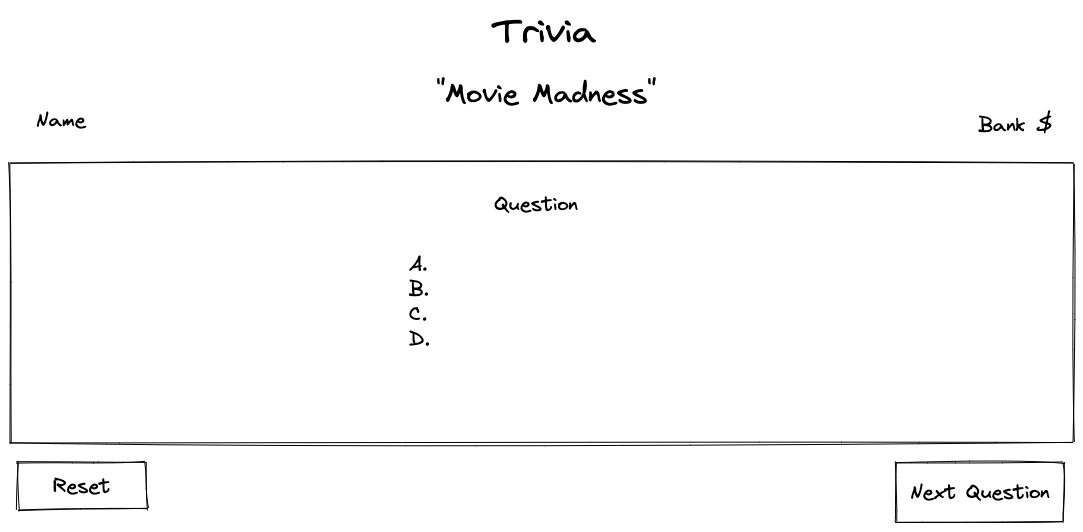 Trivia
"Movie Madness"
Name
Bank $
Question
A.
B.
C.
D.
Reset
Next Question